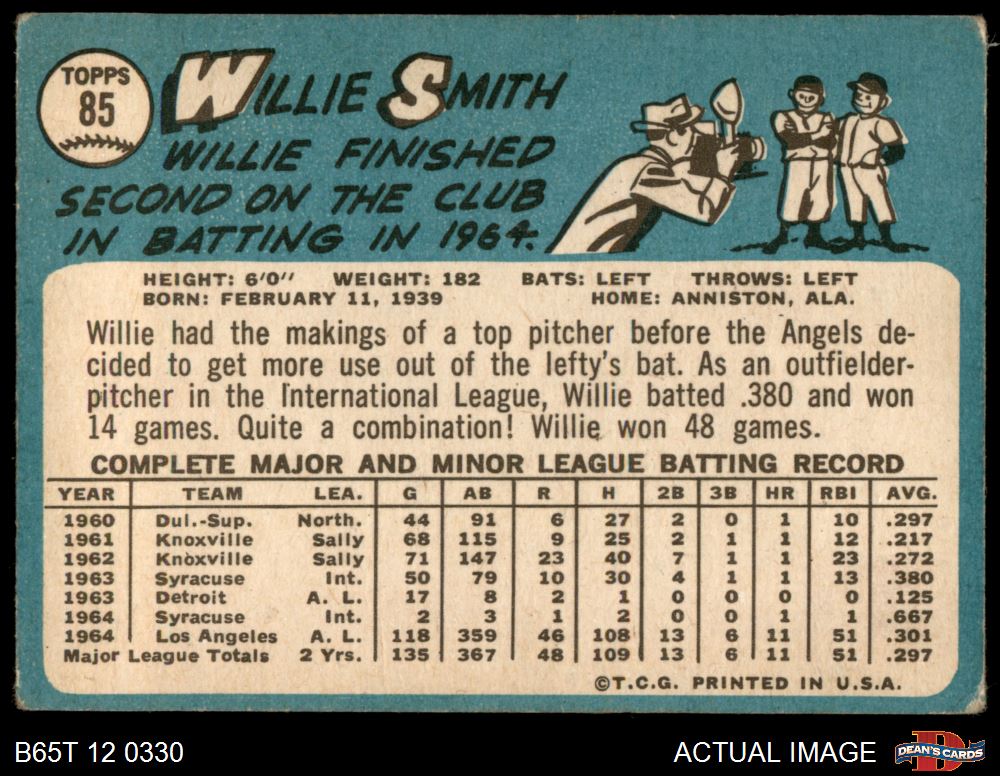 TOPPS
85
WILLIE SMITH
WILLIE FINISHED
SECOND ON THE CLUB
IN BATTING IN 1964.
HEIGHT: 6'0" WEIGHT: 182 BATS: LEFT THROWS: LEFT
BORN: FEBRUARY 11, 1939 HOME: ANNISTON, ALA.
Willie had the makings of a top pitcher before the Angels de-
cided to get more use out of the lefty's bat. As an outfielder-
pitcher in the International League, Willie batted .380 and won
14 games. Quite a combination! Willie won 48 games.
COMPLETE MAJOR AND MINOR LEAGUE BATTING RECORD
YEAR TEAM LEA. G AB R H 2B 3B HR RBI AVG.
1960 Dul.-Sup. North. 44 91 6 27 2 0 1 10 .297
1961 Knoxville Sally 68 115 9 25 2 1 1 12 .217
1962 Knoxville Sally 71 147 23 40 7 1 1 23 .272
1963 Syracuse Int. 50 79 10 30 4 1 1 13 .380
1963 Detroit A. L. 17 8 2 1 0 0 0 0 .125
1964 Syracuse Int. 2 3 1 2 0 0 1 1 .667
1964 Los Angeles A. L. 118 359 46 108 13 6 11 51 .301
Major League Totals 2 Yrs. 135 367 48 109 13 6 11 51 .297
©T.C.G. PRINTED IN U.S.A.
B65T 12 0330 ACTUAL IMAGE D DEAN'S CARDS